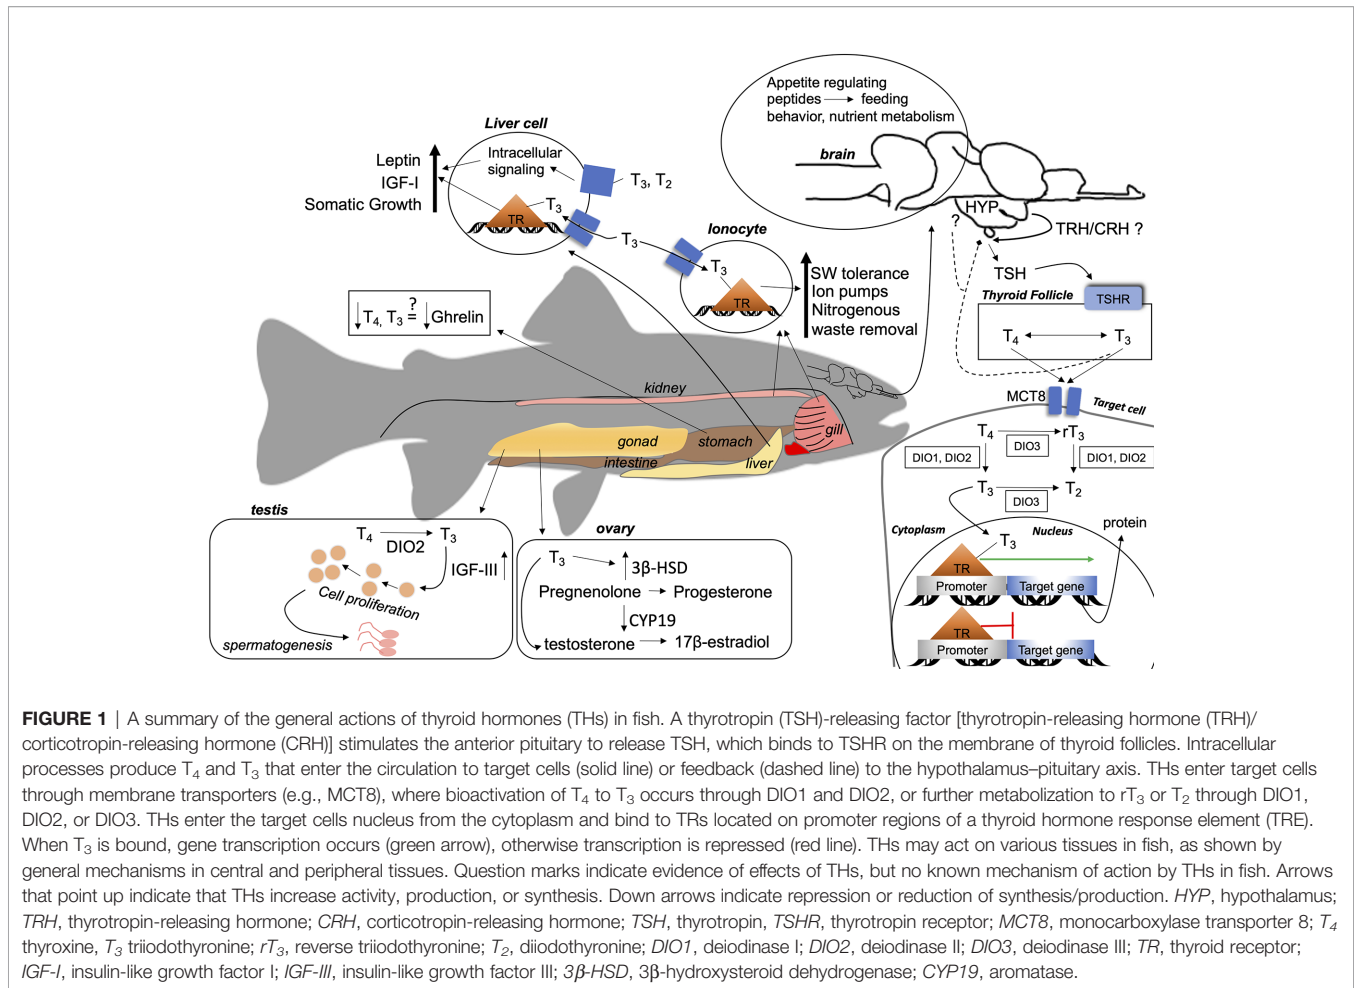 Appetite regulating
peptides → feeding
behavior, nutrient metabolism
brain
HYP
?
TRH/CRH ?
TSH
Thyroid Follicle
TSHR
T₄ T₃
MCT8
Target cell
T₄ rT₃
DIO3
DIO1, DIO2
DIO1, DIO2
T₃ T₂
DIO3
Cytoplasm
Nucleus
protein
T₃
TR
Promoter
Target gene
TR
Promoter
Target gene
Liver cell
Leptin
IGF-I
Somatic Growth
Intracellular
signaling
T₃, T₂
T₃
TR
T₃
Ionocyte
T₃
TR
SW tolerance
Ion pumps
Nitrogenous
waste removal
?
↓T₄, T₃ = ↓Ghrelin
kidney
gonad
stomach
gill
intestine
liver
testis
T₄ T₃
DIO2
IGF-III
Cell proliferation
spermatogenesis
ovary
T₃
3β-HSD
Pregnenolone → Progesterone
CYP19
testosterone → 17β-estradiol
FIGURE 1 | A summary of the general actions of thyroid hormones (THs) in fish. A thyrotropin (TSH)-releasing factor [thyrotropin-releasing hormone (TRH)/
corticotropin-releasing hormone (CRH)] stimulates the anterior pituitary to release TSH, which binds to TSHR on the membrane of thyroid follicles. Intracellular
processes produce T₄ and T₃ that enter the circulation to target cells (solid line) or feedback (dashed line) to the hypothalamus–pituitary axis. THs enter target cells
through membrane transporters (e.g., MCT8), where bioactivation of T₄ to T₃ occurs through DIO1 and DIO2, or further metabolization to rT₃ or T₂ through DIO1,
DIO2, or DIO3. THs enter the target cells nucleus from the cytoplasm and bind to TRs located on promoter regions of a thyroid hormone response element (TRE).
When T₃ is bound, gene transcription occurs (green arrow), otherwise transcription is repressed (red line). THs may act on various tissues in fish, as shown by
general mechanisms in central and peripheral tissues. Question marks indicate evidence of effects of THs, but no known mechanism of action by THs in fish. Arrows
that point up indicate that THs increase activity, production, or synthesis. Down arrows indicate repression or reduction of synthesis/production. HYP, hypothalamus;
TRH, thyrotropin-releasing hormone; CRH, corticotropin-releasing hormone; TSH, thyrotropin, TSHR, thyrotropin receptor; MCT8, monocarboxylase transporter 8; T₄
thyroxine, T₃ triiodothyronine; rT₃, reverse triiodothyronine; T₂, diiodothyronine; DIO1, deiodinase I; DIO2, deiodinase II; DIO3, deiodinase III; TR, thyroid receptor;
IGF-I, insulin-like growth factor I; IGF-III, insulin-like growth factor III; 3β-HSD, 3β-hydroxysteroid dehydrogenase; CYP19, aromatase.